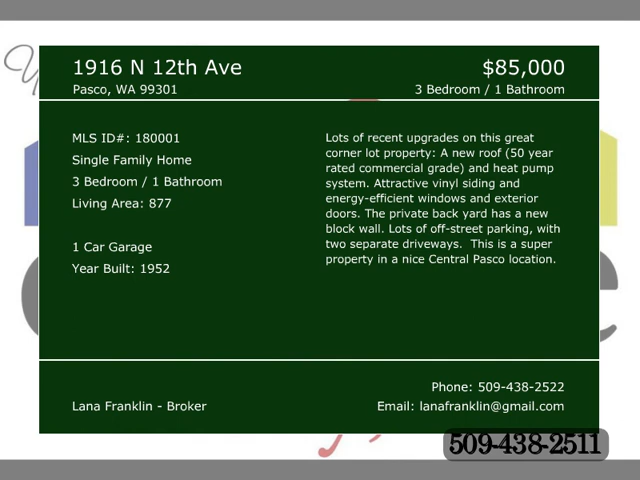 1916 N 12th Ave
$85,000
Pasco, WA 99301
3 Bedroom / 1 Bathroom
MLS ID#: 180001
Single Family Home
3 Bedroom / 1 Bathroom
Living Area: 877
1 Car Garage
Year Built: 1952
Lots of recent upgrades on this great
corner lot property: A new roof (50 year
rated commercial grade) and heat pump
system. Attractive vinyl siding and
energy-efficient windows and exterior
doors. The private back yard has a new
block wall. Lots of off-street parking, with
two separate driveways.  This is a super
property in a nice Central Pasco location.
Phone: 509-438-2522
Lana Franklin - Broker
Email: lanafranklin@gmail.com
509-438-2511